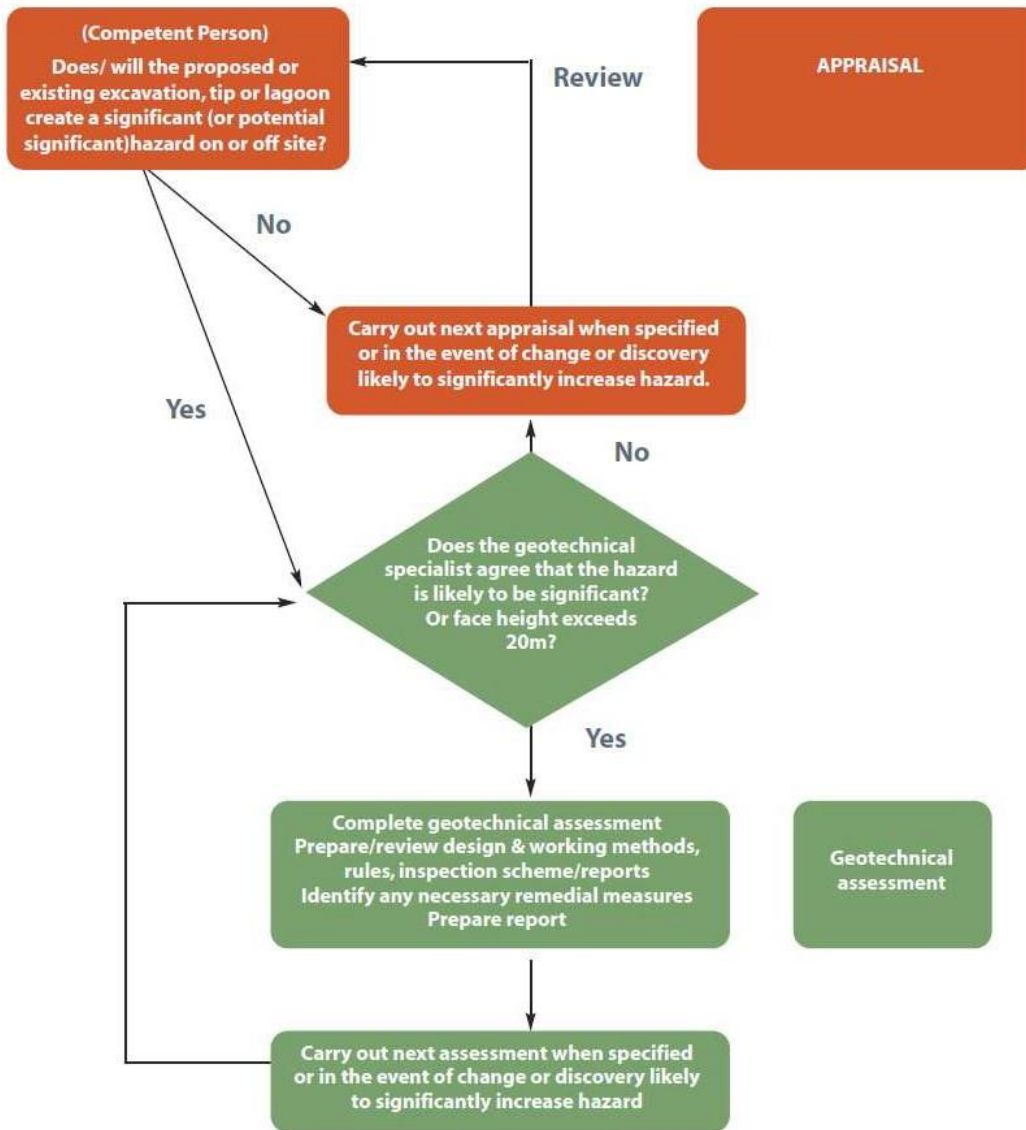 (Competent Person)
Does/ will the proposed or
existing excavation, tip or lagoon
create a significant (or potential
significant)hazard on or off site?
Review
APPRAISAL
No
Carry out next appraisal when specified
or in the event of change or discovery
likely to significantly increase hazard.
Yes
No
Does the geotechnical
specialist agree that the hazard
is likely to be significant?
Or face height exceeds
20m?
Yes
Complete geotechnical assessment
Prepare/review design & working methods,
rules, inspection scheme/reports
Identify any necessary remedial measures
Prepare report
Geotechnical
assessment
Carry out next assessment when specified
or in the event of change or discovery likely
to significantly increase hazard